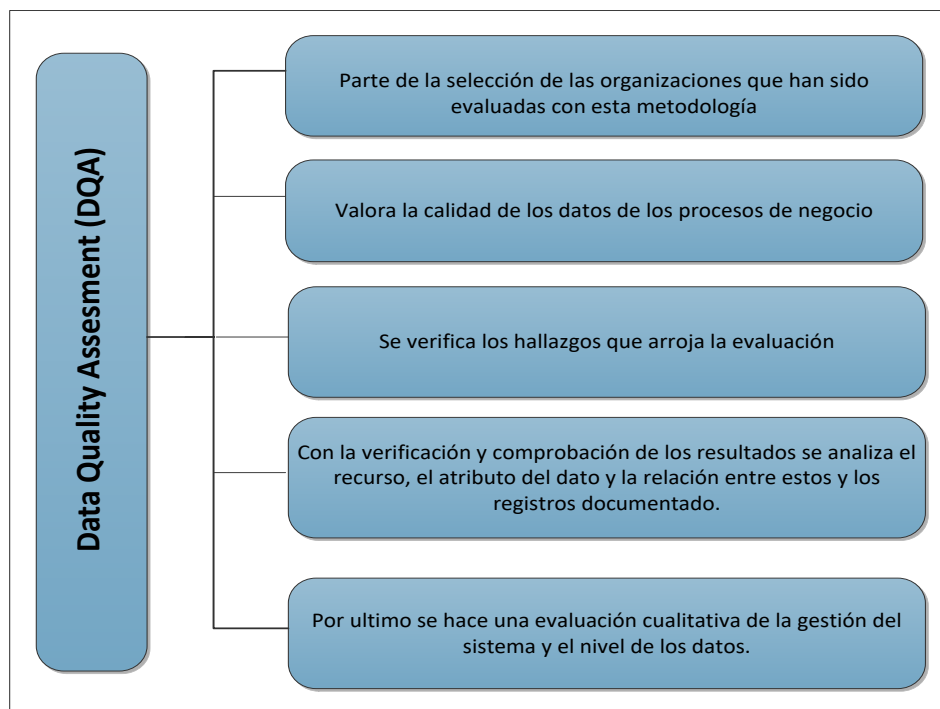 Data Quality Assesment (DQA)
Parte de la selección de las organizaciones que han sido
evaluadas con esta metodología
Valora la calidad de los datos de los procesos de negocio
Se verifica los hallazgos que arroja la evaluación
Con la verificación y comprobación de los resultados se analiza el
recurso, el atributo del dato y la relación entre estos y los
registros documentado.
Por ultimo se hace una evaluación cualitativa de la gestión del
sistema y el nivel de los datos.